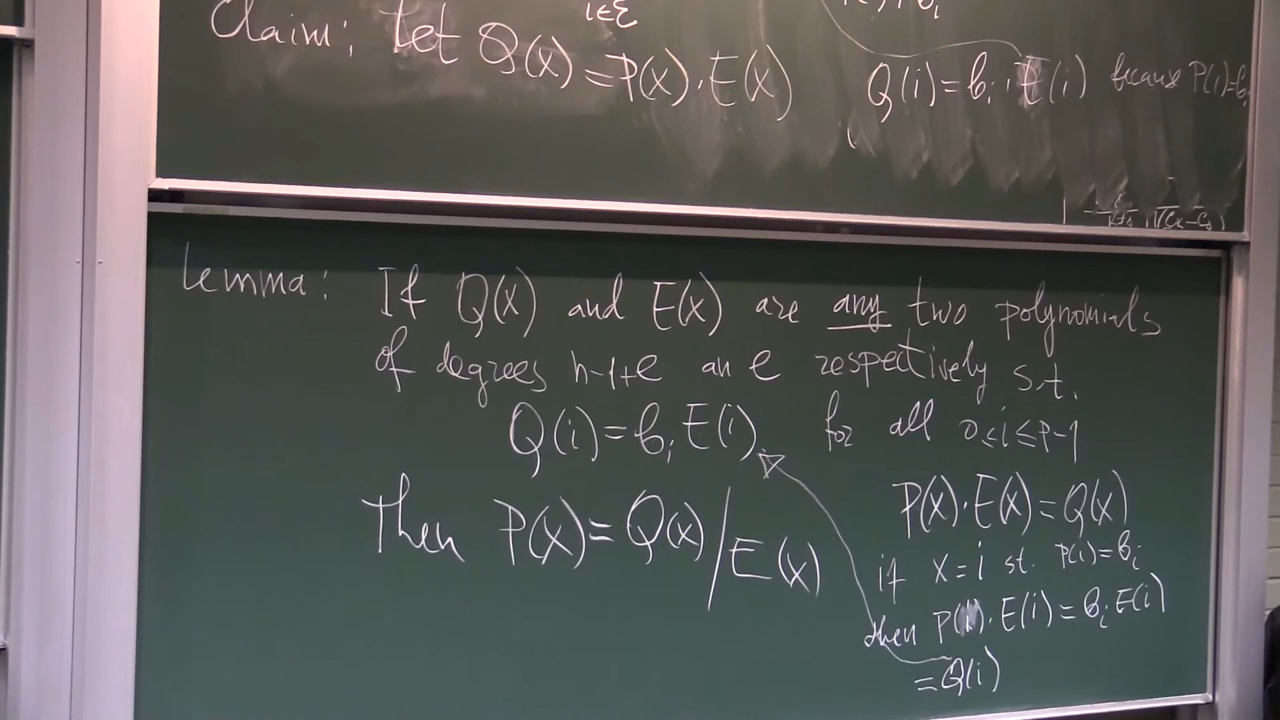 i∈ε
Claim: Let Q(x) = P(x)·E(x)
Q(i) = b_i · E(i) because P(i)=b_i
Lemma: If Q(x) and E(x) are any two polynomials
of degrees n-1+e an e respectively s.t.
Q(i) = b_i E(i) for all 0≤i≤p-1
Then P(x) = Q(x)/E(x)
P(x)·E(x) = Q(x)
if x=i st. P(i)=b_i
then P(i)·E(i) = b_i E(i)
= Q(i)